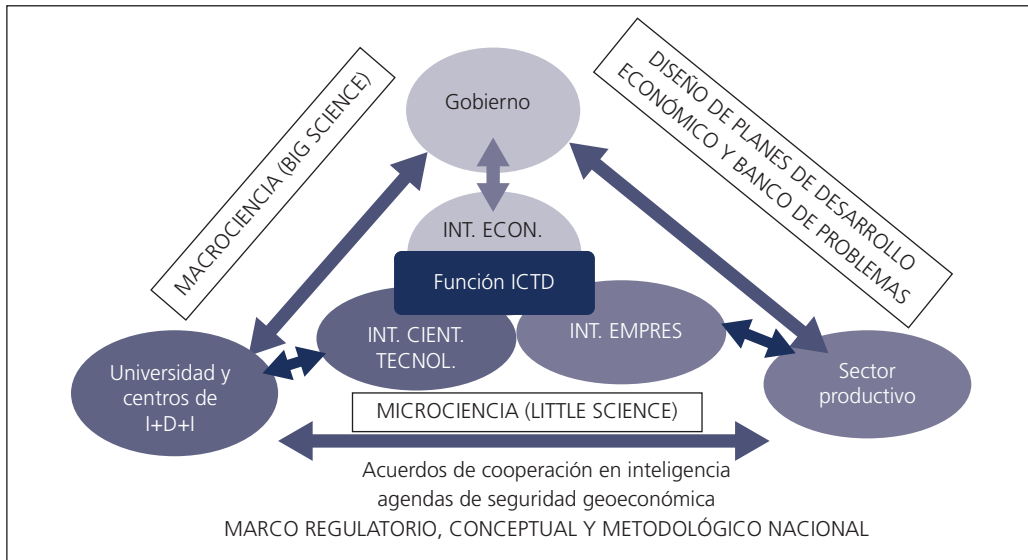 Gobierno
MACROCIENCIA (BIG SCIENCE)
DISEÑO DE PLANES DE DESARROLLO
ECONÓMICO Y BANCO DE PROBLEMAS
INT. ECON.
Función ICTD
INT. CIENT.
TECNOL.
INT. EMPRES
Universidad y
centros de
I+D+I
Sector
productivo
MICROCIENCIA (LITTLE SCIENCE)
Acuerdos de cooperación en inteligencia
agendas de seguridad geoeconómica
MARCO REGULATORIO, CONCEPTUAL Y METODOLÓGICO NACIONAL